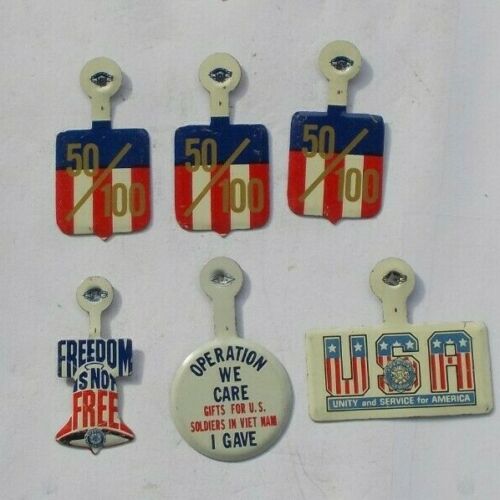 50/100
50/100
50/100
FREEDOM
IS NOT
FREE
OPERATION
WE
CARE
GIFTS FOR U.S.
SOLDIERS IN VIET NAM
I GAVE
USA
UNITY and SERVICE for AMERICA